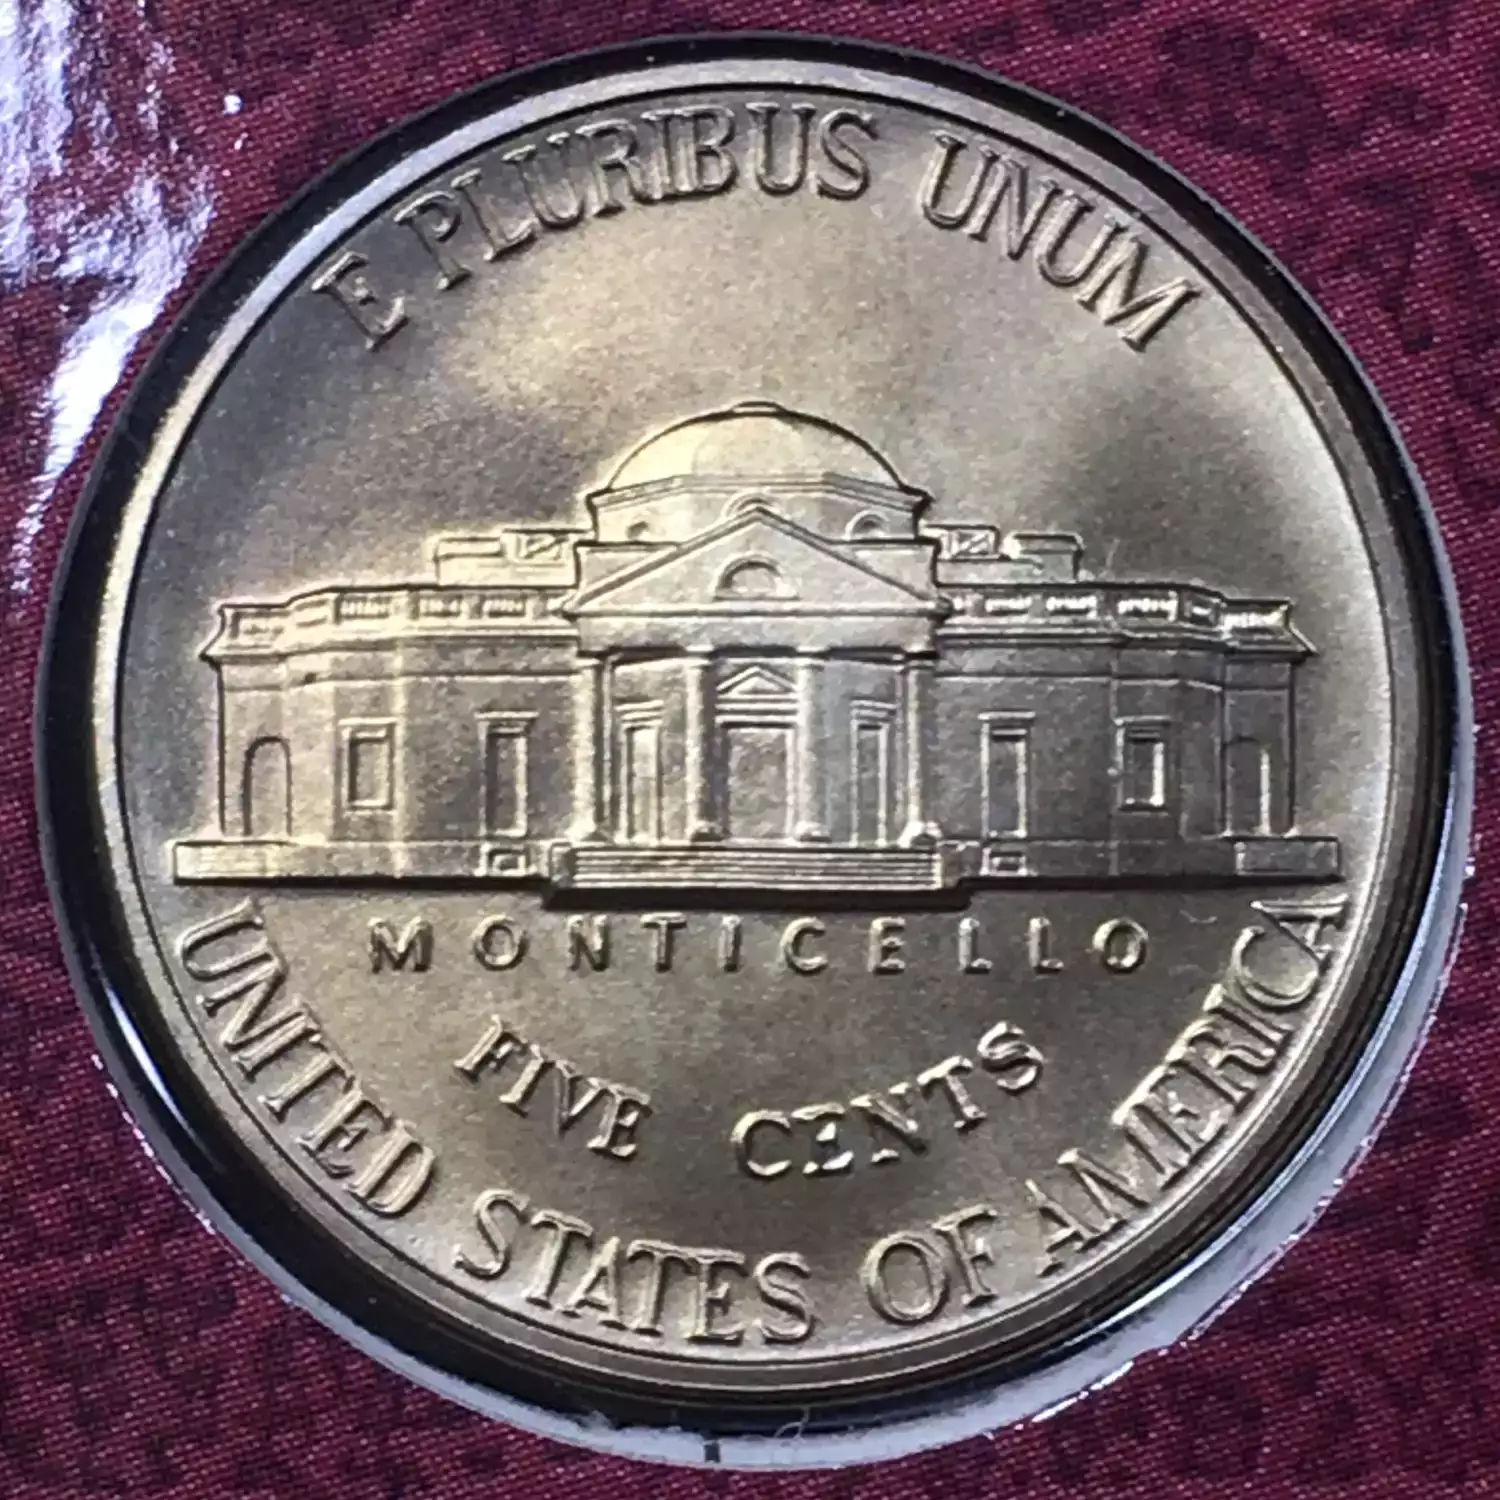 E PLURIBUS UNUM
MONTICELLO
FIVE CENTS
UNITED STATES OF AMERICA